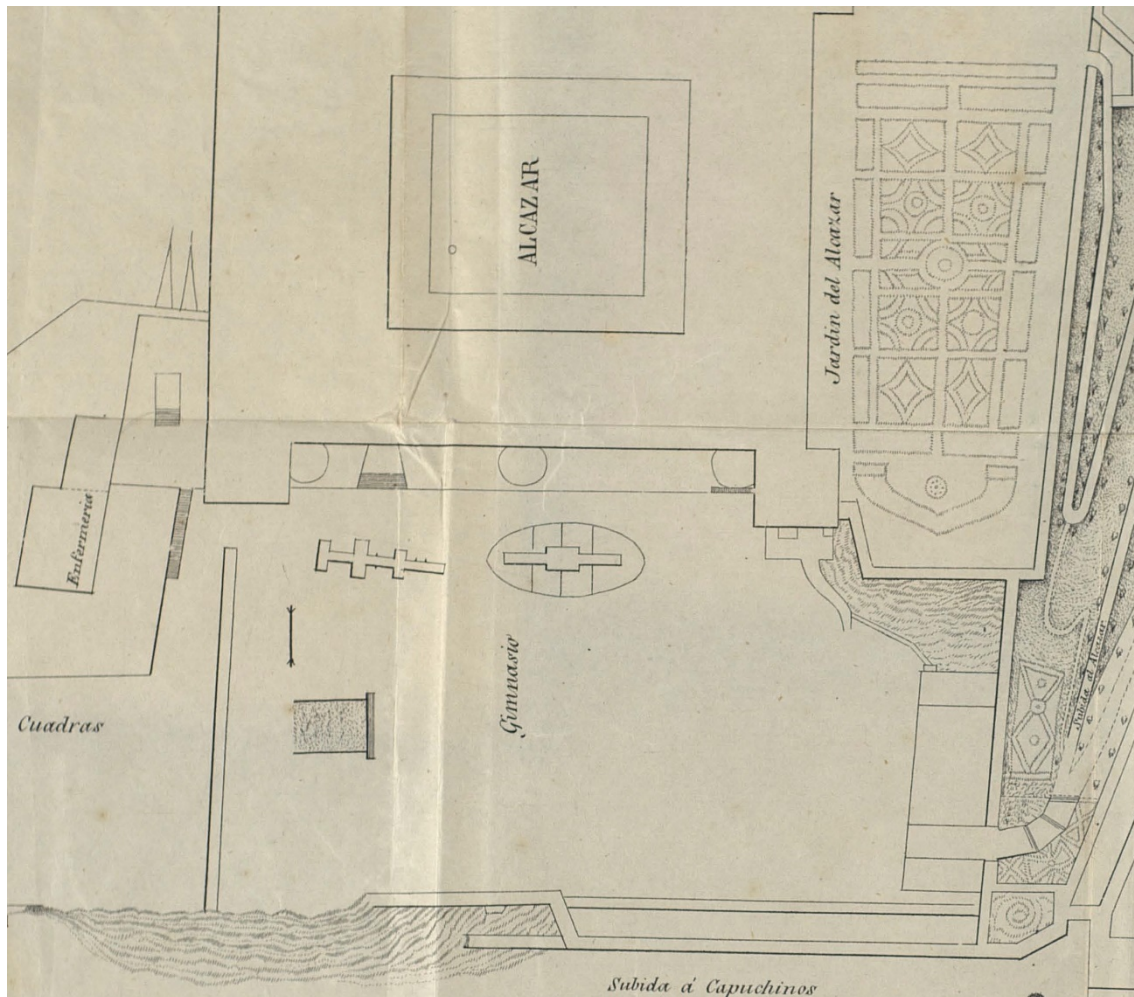 ALCAZAR
Jardin del Alcazar
Enfermeria
Gimnasio
Cuadras
Subida al Alcazar
Subida á Capuchinos